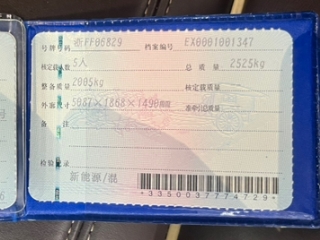 号牌号码 浙FF06829 档案编号 EX0001001347
核定载人数 5人 总质量 2525kg
整备质量 2005kg 核定载质量
外廓尺寸 5087×1868×1490mm 准牵引总质量
备注
检验记录
新能源/混
*3350037774729*